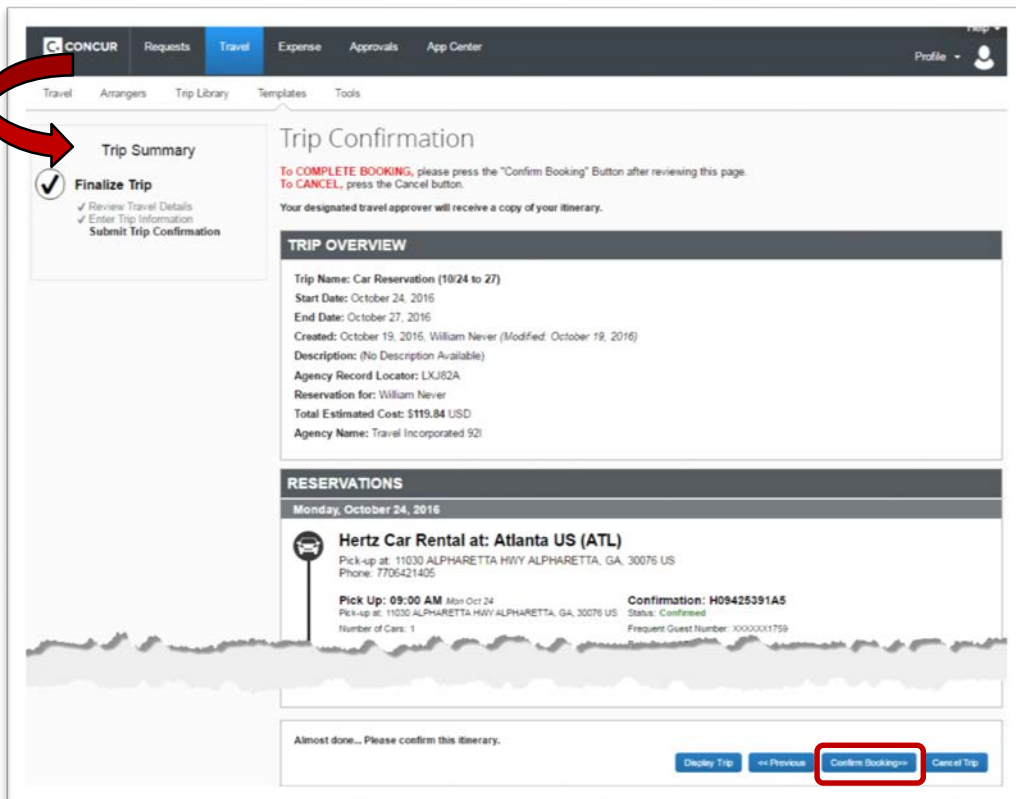 Help
C. CONCUR Requests Travel Expense Approvals App Center
Profile
Travel Arrangers Trip Library Templates Tools
Trip Summary
Finalize Trip
✓ Review Travel Details
✓ Enter Trip Information
Submit Trip Confirmation
Trip Confirmation
To COMPLETE BOOKING, please press the "Confirm Booking" Button after reviewing this page.
To CANCEL, press the Cancel button.
Your designated travel approver will receive a copy of your itinerary.
TRIP OVERVIEW
Trip Name: Car Reservation (10/24 to 27)
Start Date: October 24, 2016
End Date: October 27, 2016
Created: October 19, 2016, William Never (Modified: October 19, 2016)
Description: (No Description Available)
Agency Record Locator: LXJ82A
Reservation for: William Never
Total Estimated Cost: $119.84 USD
Agency Name: Travel Incorporated 92I
RESERVATIONS
Monday, October 24, 2016
Hertz Car Rental at: Atlanta US (ATL)
Pick-up at: 11030 ALPHARETTA HWY ALPHARETTA, GA, 30076 US
Phone: 7706421405
Pick Up: 09:00 AM Mon Oct 24
Pick-up at: 11030 ALPHARETTA HWY ALPHARETTA, GA, 30076 US
Number of Cars: 1
Confirmation: H09425391A5
Status: Confirmed
Frequent Guest Number: XXXXXX1759
Almost done... Please confirm this itinerary.
Display Trip << Previous Confirm Booking>> Cancel Trip